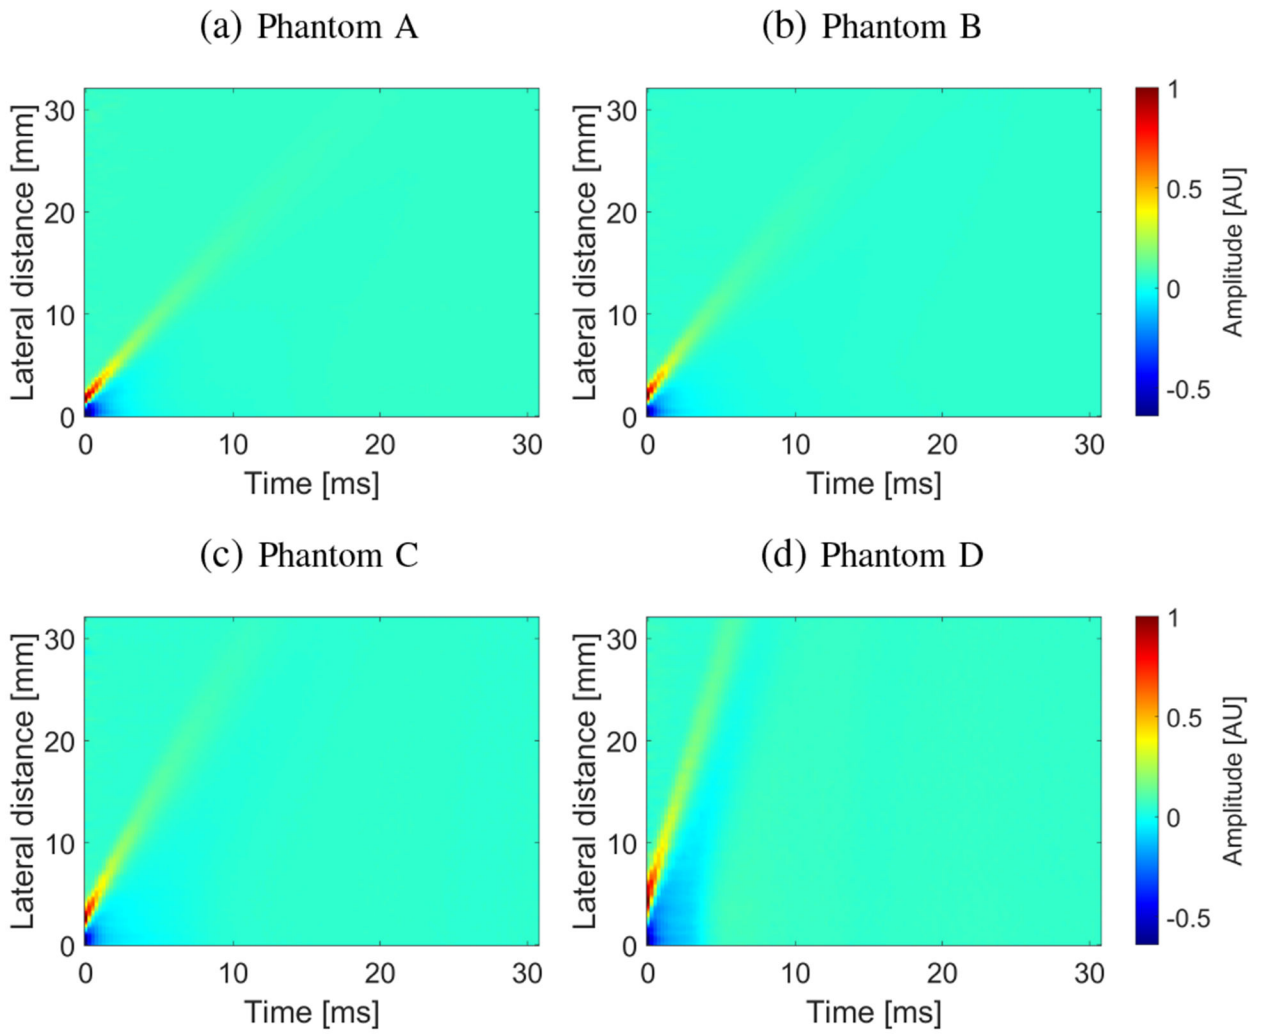 (a) Phantom A
(b) Phantom B
Lateral distance [mm]
30
20
10
0
0 10 20 30
Time [ms]
Lateral distance [mm]
30
20
10
0
0 10 20 30
Time [ms]
1
0.5
0
-0.5
Amplitude [AU]
(c) Phantom C
(d) Phantom D
Lateral distance [mm]
30
20
10
0
0 10 20 30
Time [ms]
Lateral distance [mm]
30
20
10
0
0 10 20 30
Time [ms]
1
0.5
0
-0.5
Amplitude [AU]